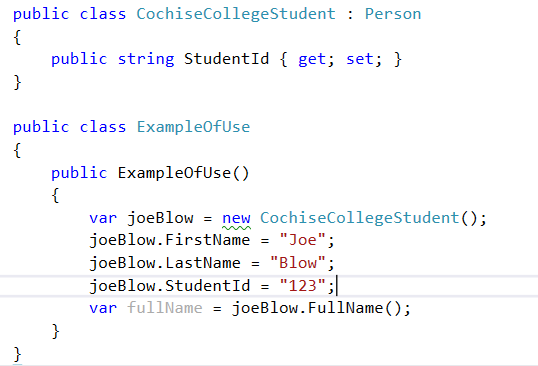 public class CochiseCollegeStudent : Person
{
    public string StudentId { get; set; }
}
public class ExampleOfUse
{
    public ExampleOfUse()
    {
        var joeBlow = new CochiseCollegeStudent();
        joeBlow.FirstName = "Joe";
        joeBlow.LastName = "Blow";
        joeBlow.StudentId = "123";
        var fullName = joeBlow.FullName();
    }
}